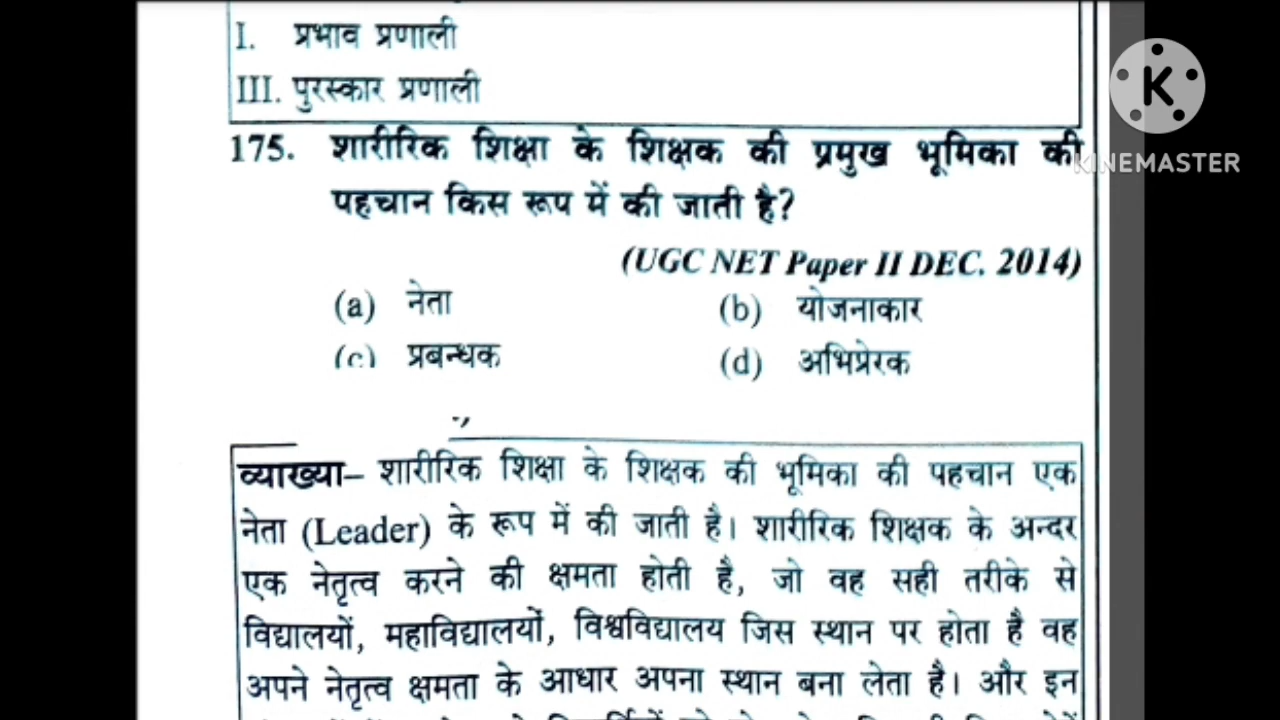 I. प्रभाव प्रणाली
III. पुरस्कार प्रणाली
K
KINEMASTER
175. शारीरिक शिक्षा के शिक्षक की प्रमुख भूमिका की
पहचान किस रूप में की जाती है?
(UGC NET Paper II DEC. 2014)
(a) नेता (b) योजनाकार
(c) प्रबन्धक (d) अभिप्रेरक
व्याख्या– शारीरिक शिक्षा के शिक्षक की भूमिका की पहचान एक
नेता (Leader) के रूप में की जाती है। शारीरिक शिक्षक के अन्दर
एक नेतृत्व करने की क्षमता होती है, जो वह सही तरीके से
विद्यालयों, महाविद्यालयों, विश्वविद्यालय जिस स्थान पर होता है वह
अपने नेतृत्व क्षमता के आधार अपना स्थान बना लेता है। और इन